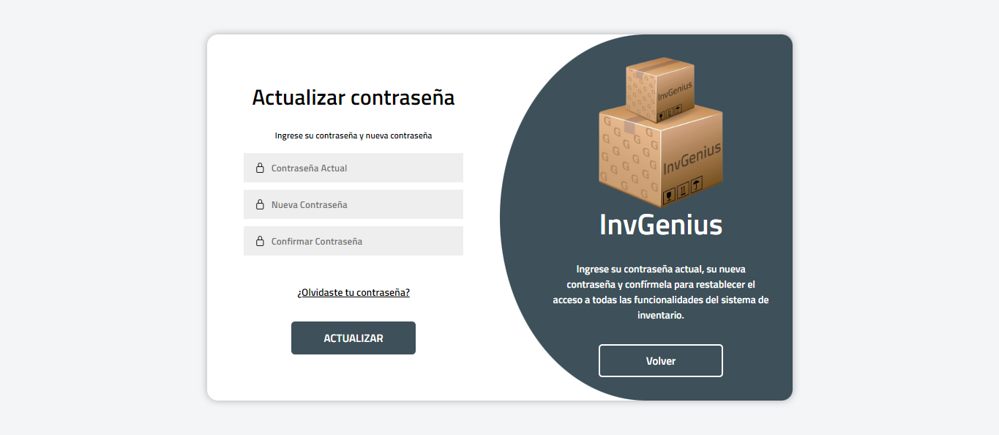 Actualizar contraseña
Ingrese su contraseña y nueva contraseña
Contraseña Actual
Nueva Contraseña
Confirmar Contraseña
¿Olvidaste tu contraseña?
ACTUALIZAR
InvGenius
InvGenius
InvGenius
Ingrese su contraseña actual, su nueva
contraseña y confírmela para restablecer el
acceso a todas las funcionalidades del sistema de
inventario.
Volver